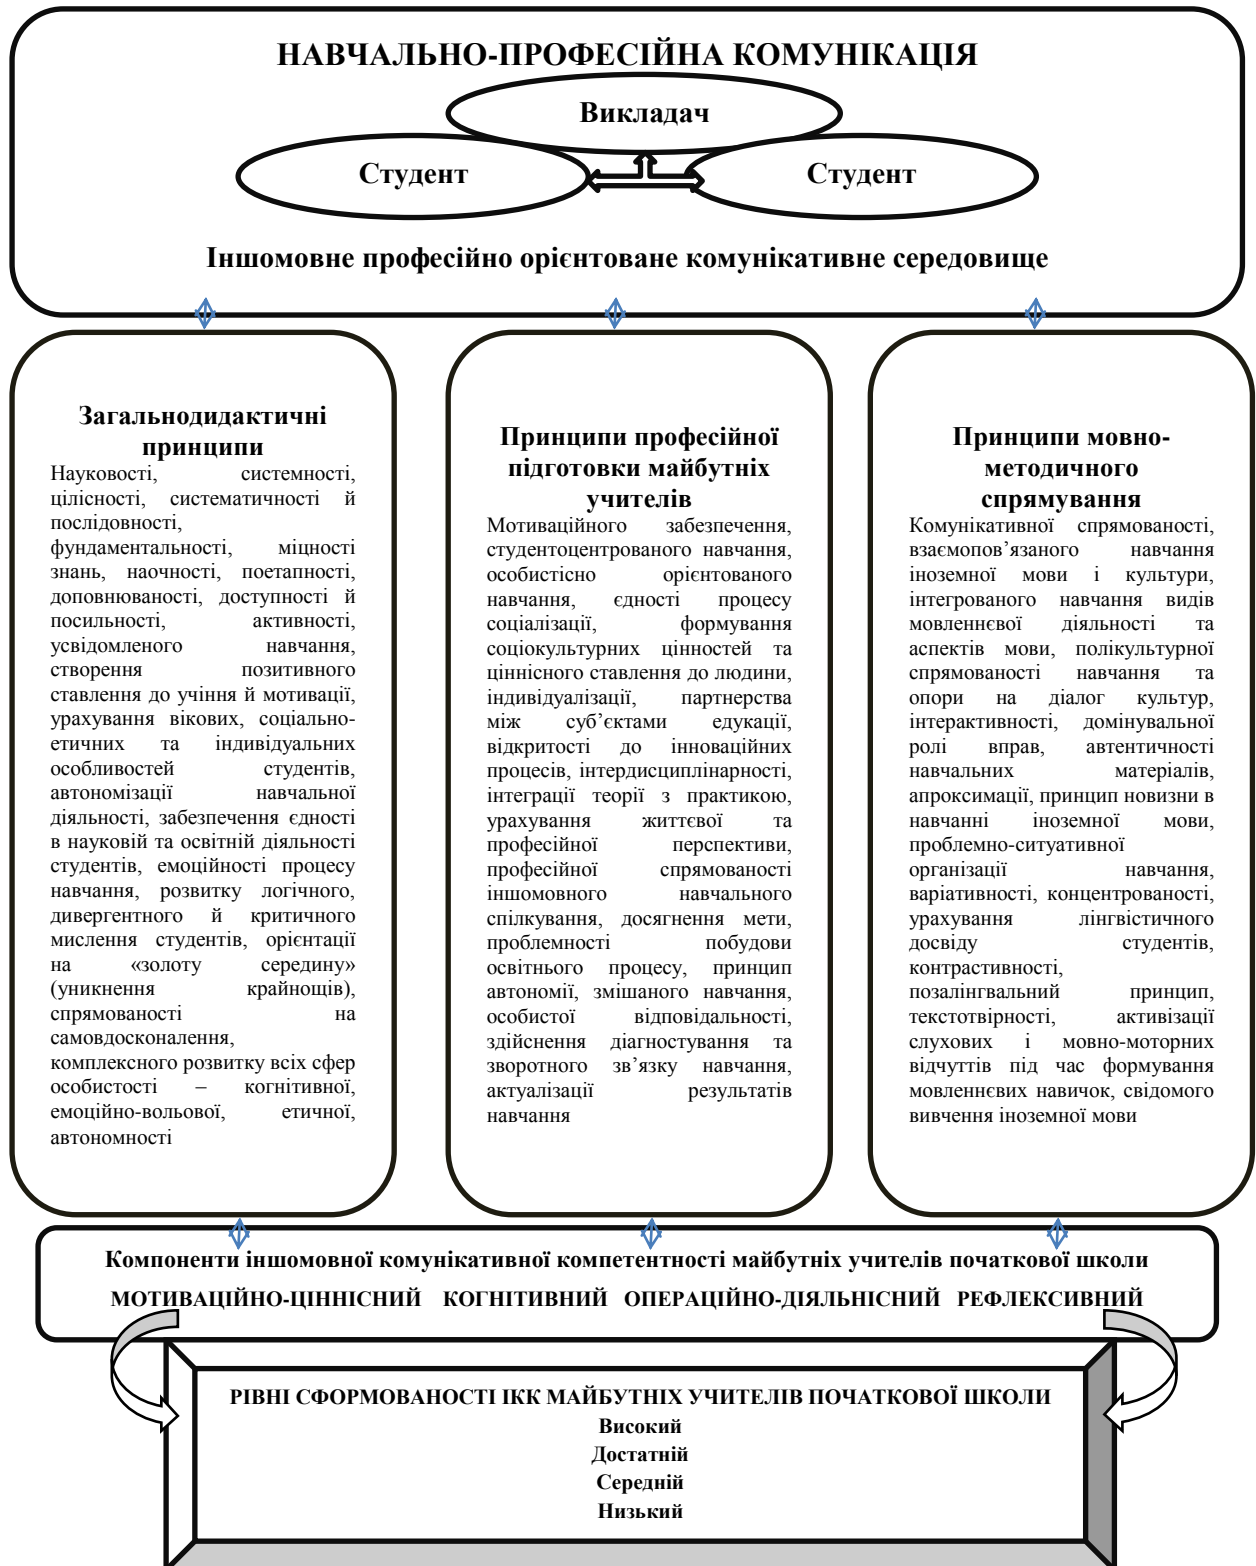 НАВЧАЛЬНО-ПРОФЕСІЙНА КОМУНІКАЦІЯ
Викладач
Студент
Студент
Іншомовне професійно орієнтоване комунікативне середовище
Загальнодидактичні
принципи
Науковості, системності,
цілісності, систематичності й
послідовності,
фундаментальності, міцності
знань, наочності, поетапності,
доповнюваності, доступності й
посильності, активності,
усвідомленого навчання,
створення позитивного
ставлення до учіння й мотивації,
урахування вікових, соціально-
етичних та індивідуальних
особливостей студентів,
автономізації навчальної
діяльності, забезпечення єдності
в науковій та освітній діяльності
студентів, емоційності процесу
навчання, розвитку логічного,
дивергентного й критичного
мислення студентів, орієнтації
на «золоту середину»
(уникнення крайнощів),
спрямованості на
самовдосконалення,
комплексного розвитку всіх сфер
особистості – когнітивної,
емоційно-вольової, етичної,
автономності
Принципи професійної
підготовки майбутніх
учителів
Мотиваційного забезпечення,
студентоцентрованого навчання,
особистісно орієнтованого
навчання, єдності процесу
соціалізації, формування
соціокультурних цінностей та
ціннісного ставлення до людини,
індивідуалізації, партнерства
між суб’єктами едукації,
відкритості до інноваційних
процесів, інтердисциплінарності,
інтеграції теорії з практикою,
урахування життєвої та
професійної перспективи,
професійної спрямованості
іншомовного навчального
спілкування, досягнення мети,
проблемності побудови
освітнього процесу, принцип
автономії, змішаного навчання,
особистої відповідальності,
здійснення діагностування та
зворотного зв’язку навчання,
актуалізації результатів
навчання
Принципи мовно-
методичного
спрямування
Комунікативної спрямованості,
взаємопов’язаного навчання
іноземної мови і культури,
інтегрованого навчання видів
мовленнєвої діяльності та
аспектів мови, полікультурної
спрямованості навчання та
опори на діалог культур,
інтерактивності, домінувальної
ролі вправ, автентичності
навчальних матеріалів,
апроксимації, принцип новизни в
навчанні іноземної мови,
проблемно-ситуативної
організації навчання,
варіативності, концентрованості,
урахування лінгвістичного
досвіду студентів,
контрастивності,
позалінгвальний принцип,
текстотвірності, активізації
слухових і мовно-моторних
відчуттів під час формування
мовленнєвих навичок, свідомого
вивчення іноземної мови
Компоненти іншомовної комунікативної компетентності майбутніх учителів початкової школи
МОТИВАЦІЙНО-ЦІННІСНИЙ КОГНІТИВНИЙ ОПЕРАЦІЙНО-ДІЯЛЬНІСНИЙ РЕФЛЕКСИВНИЙ
РІВНІ СФОРМОВАНОСТІ ІКК МАЙБУТНІХ УЧИТЕЛІВ ПОЧАТКОВОЇ ШКОЛИ
Високий
Достатній
Середній
Низький